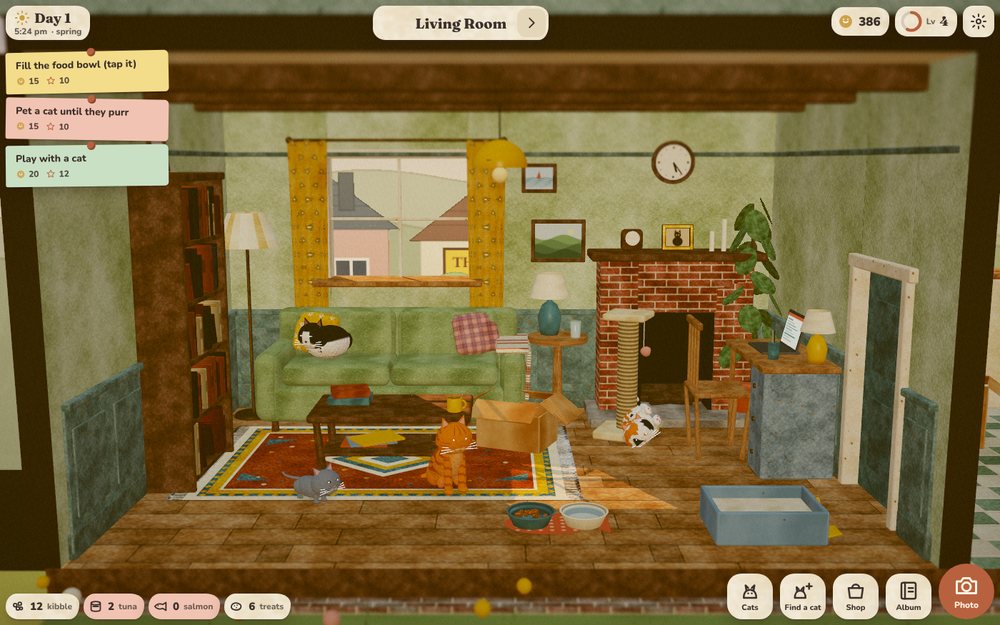 Day 1
5:24 pm · spring
Living Room
386
Lv 4
Fill the food bowl (tap it)
15 10
Pet a cat until they purr
15 10
Play with a cat
20 12
12 kibble
2 tuna
0 salmon
6 treats
Cats
Find a cat
Shop
Album
Photo